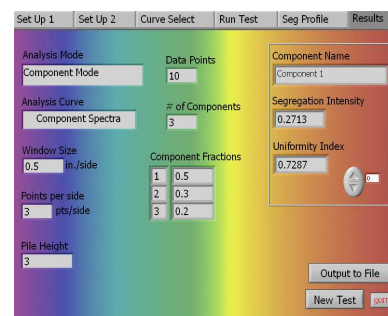 Set Up 1 Set Up 2 Curve Select Run Test Seg Profile Results
Analysis Mode
Component Mode
Analysis Curve
Component Spectra
Window Size
0.5 in./side
Points per side
3 pts/side
Pile Height
3
Data Points
10
# of Components
3
Component Fractions
1 0.5
2 0.3
3 0.2
Component Name
Component 1
Segregation Intensity
0.2713
Uniformity Index
0.7287
0
Output to File
New Test QUIT